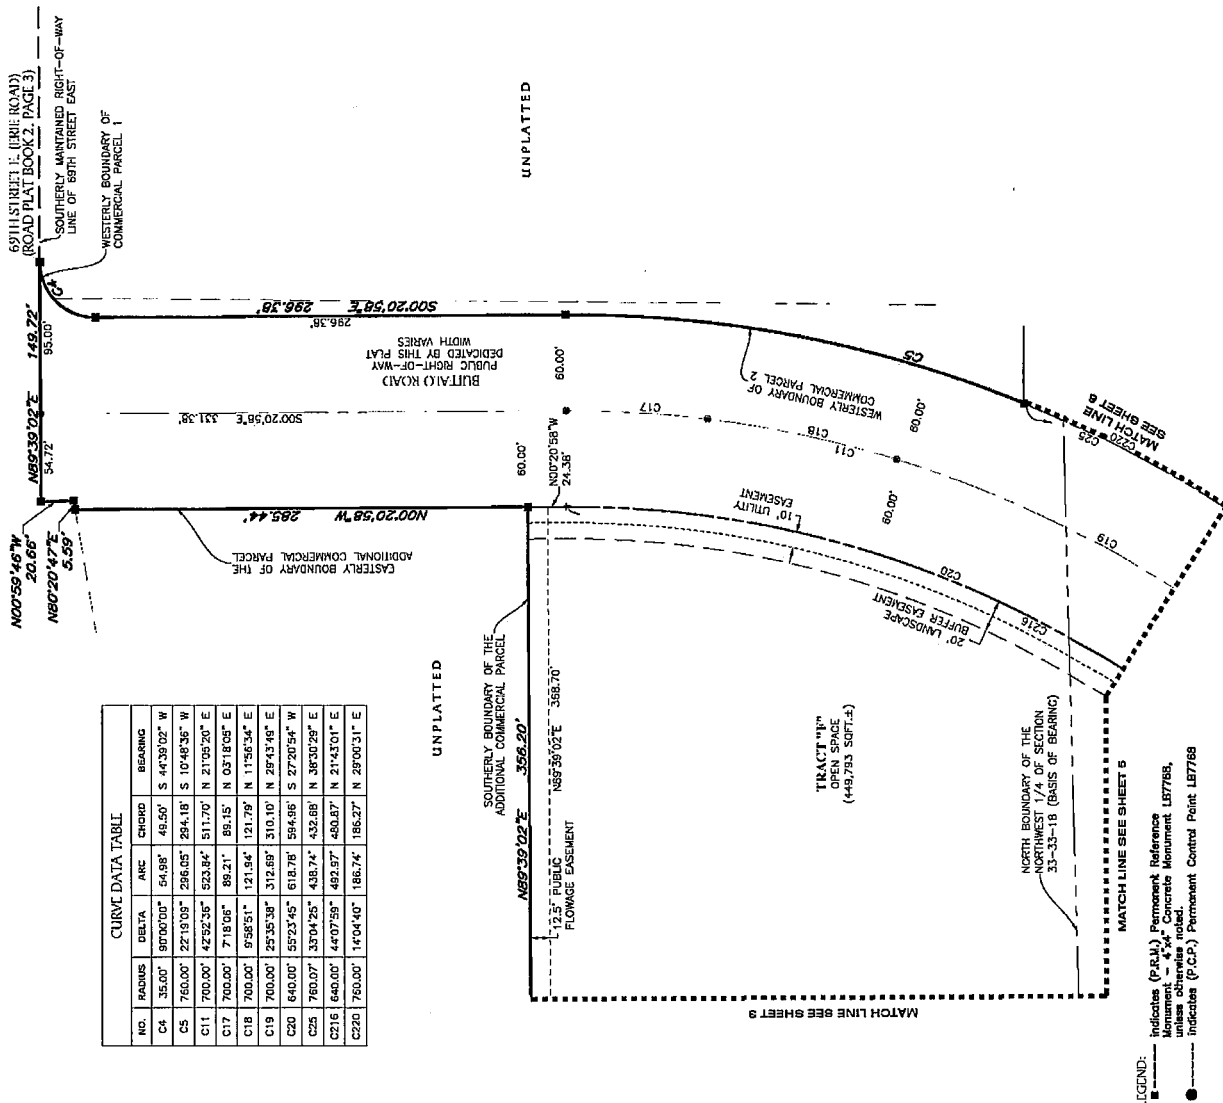 69TH STREET E. (ERIE ROAD)
(ROAD PLAT BOOK 2, PAGE 3)
SOUTHERLY MAINTAINED RIGHT-OF-WAY
LINE OF 69TH STREET EAST
WESTERLY BOUNDARY OF
COMMERCIAL PARCEL 1
C4
N89°39'02"E 149.72'
54.72'
95.00'
N00°59'46"W
20.66'
N80°20'47"E
5.59'
S00°20'58"E 296.38'
296.38'
BUFFALO ROAD
PUBLIC RIGHT-OF-WAY
DEDICATED BY THIS PLAT
WIDTH VARIES
S00°20'58"E 331.38'
N00°20'58"W 285.44'
EASTERLY BOUNDARY OF THE
ADDITIONAL COMMERCIAL PARCEL
UNPLATTED
60.00'
60.00'
N00°20'58"W
24.38'
C17
C18
C11
WESTERLY BOUNDARY OF
COMMERCIAL PARCEL 2
C5
60.00'
60.00'
10' UTILITY
EASEMENT
C20
C19
C216
20' LANDSCAPE
BUFFER EASEMENT
C25
C220
MATCH LINE
SEE SHEET 6
UNPLATTED
SOUTHERLY BOUNDARY OF THE
ADDITIONAL COMMERCIAL PARCEL
N89°39'02"E 356.20'
N89°39'02"E 368.70'
12.5' PUBLIC
FLOWAGE EASEMENT
TRACT "E"
OPEN SPACE
(449,793 SQFT.±)
NORTH BOUNDARY OF THE
NORTHWEST 1/4 OF SECTION
33-33-18 (BASIS OF BEARING)
MATCH LINE SEE SHEET 5
MATCH LINE SEE SHEET 9
CURVE DATA TABLE
NO. RADIUS DELTA ARC CHORD BEARING
C4 35.00' 90°00'00" 54.98' 49.50' S 44°39'02" W
C5 760.00' 22°19'09" 296.05' 294.18' S 10°48'36" W
C11 700.00' 42°52'36" 523.84' 511.70' N 21°05'20" E
C17 700.00' 7°18'06" 89.21' 89.15' N 03°18'05" E
C18 700.00' 9°58'51" 121.94' 121.79' N 11°56'34" E
C19 700.00' 25°35'38" 312.69' 310.10' N 29°43'49" E
C20 640.00' 55°23'45" 618.78' 594.96' S 27°20'54" W
C25 760.07' 33°04'25" 438.74' 432.68' N 38°30'29" E
C216 640.00' 44°07'59" 492.97' 480.87' N 21°43'01" E
C220 760.00' 14°04'40" 186.74' 186.27' N 29°00'31" E
LEGEND:
indicates (P.R.M.) Permanent Reference
Monument - 4"x4" Concrete Monument LB7768,
unless otherwise noted.
indicates (P.C.P.) Permanent Control Point LB7768